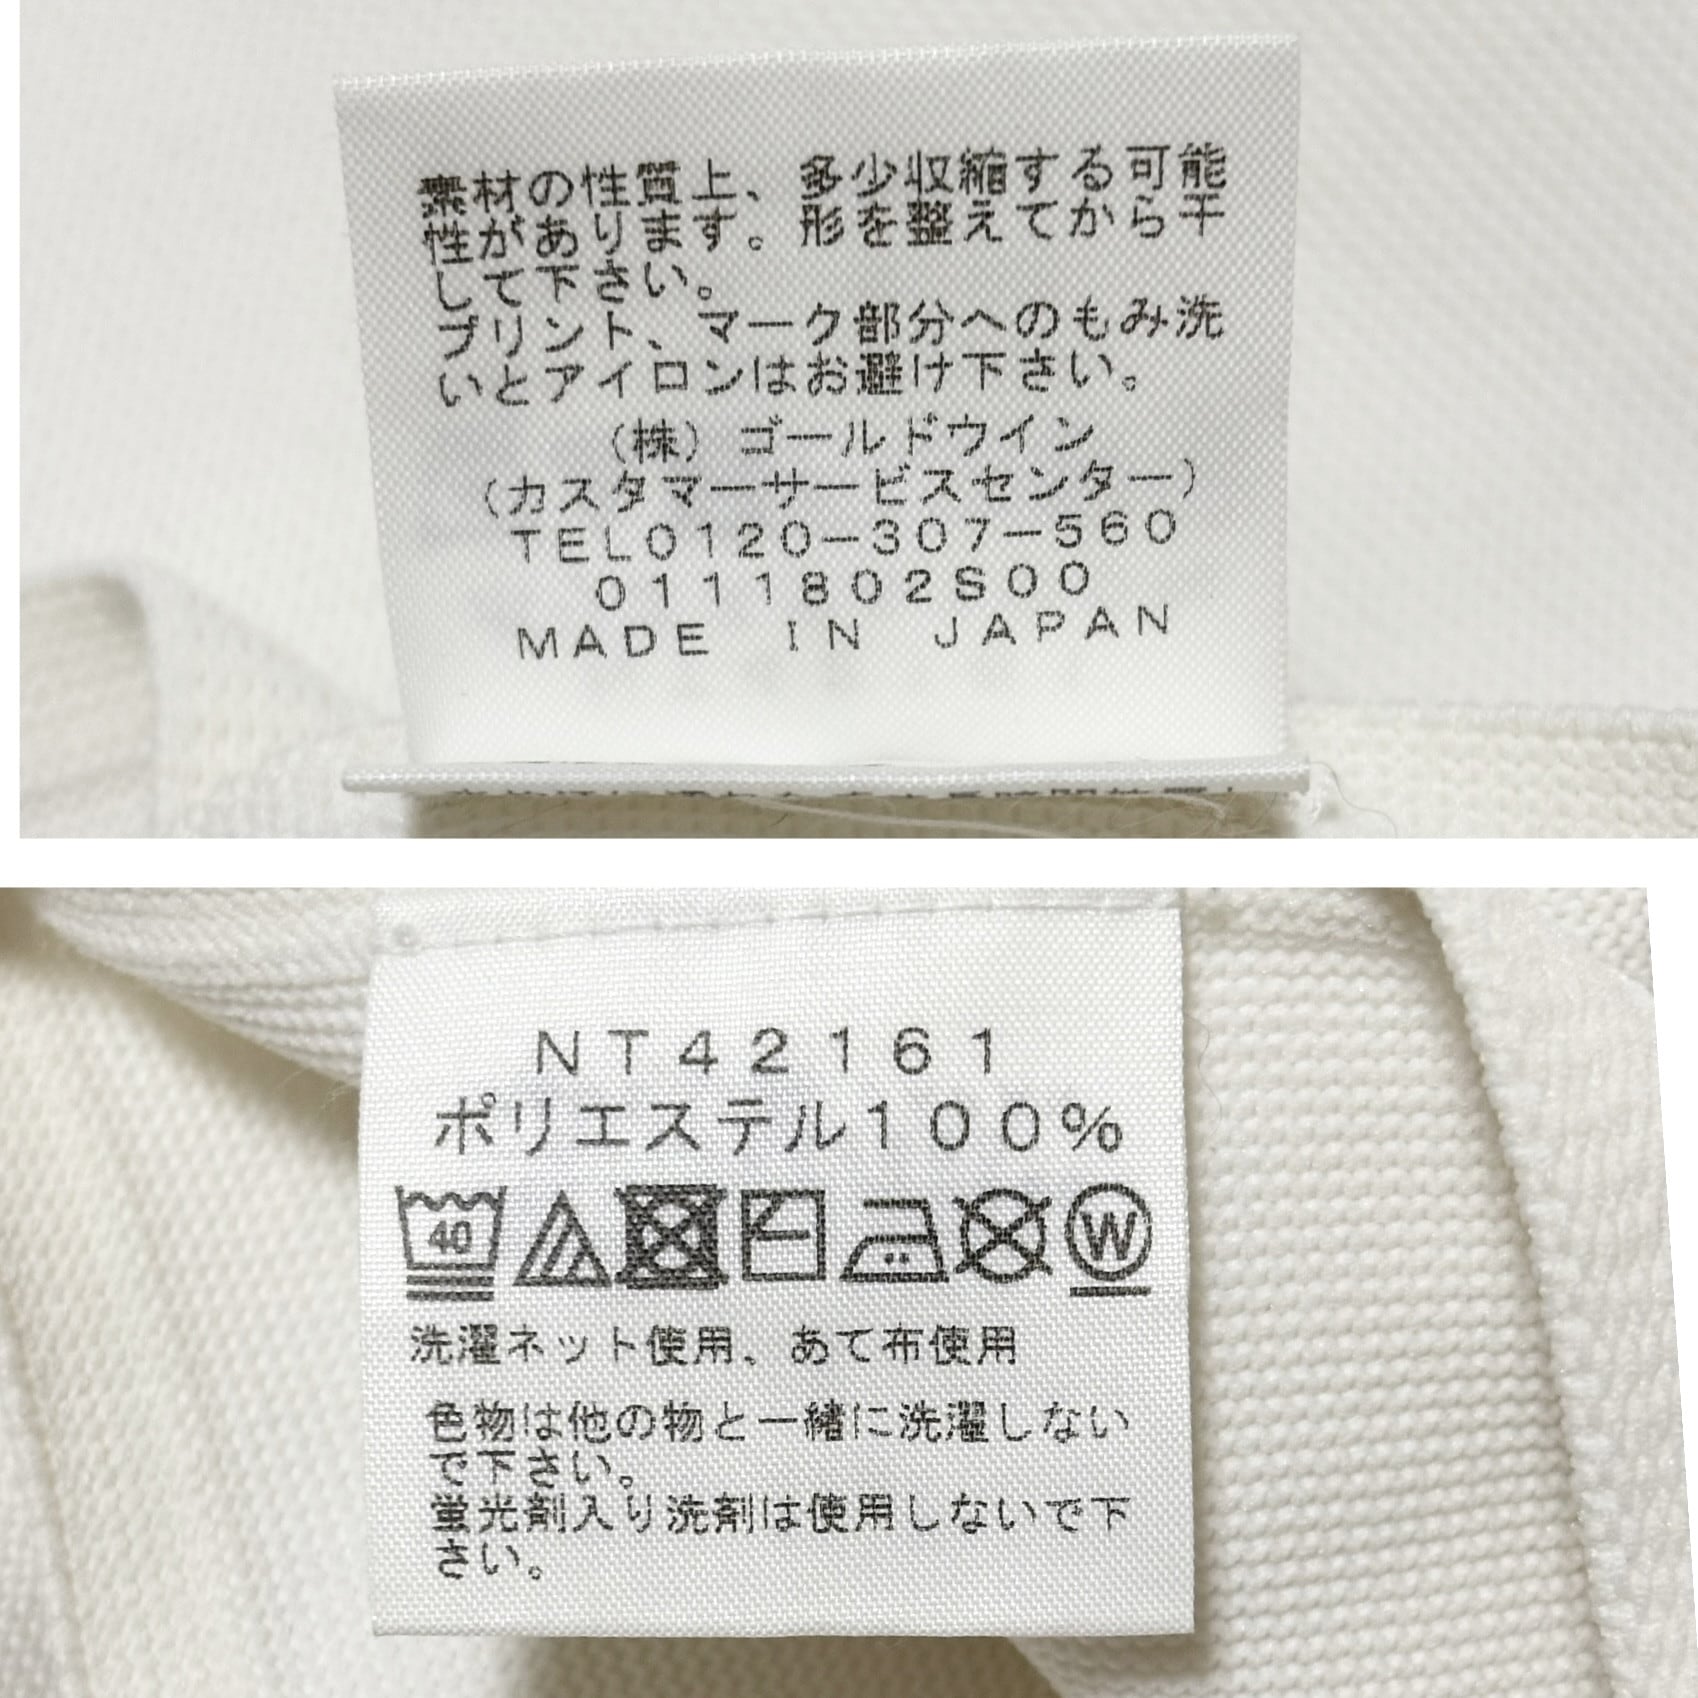 素材の性質上、多少収縮する可能
性があります。形を整えてから干
して下さい。
プリント、マーク部分へのもみ洗
いとアイロンはお避け下さい。
(株)ゴールドウイン
(カスタマーサービスセンター)
TEL0120-307-560
0111802S00
MADE IN JAPAN
NT42161
ポリエステル100%
40
W
洗濯ネット使用、あて布使用
色物は他の物と一緒に洗濯しない
で下さい。
蛍光剤入り洗剤は使用しないで下
さい。